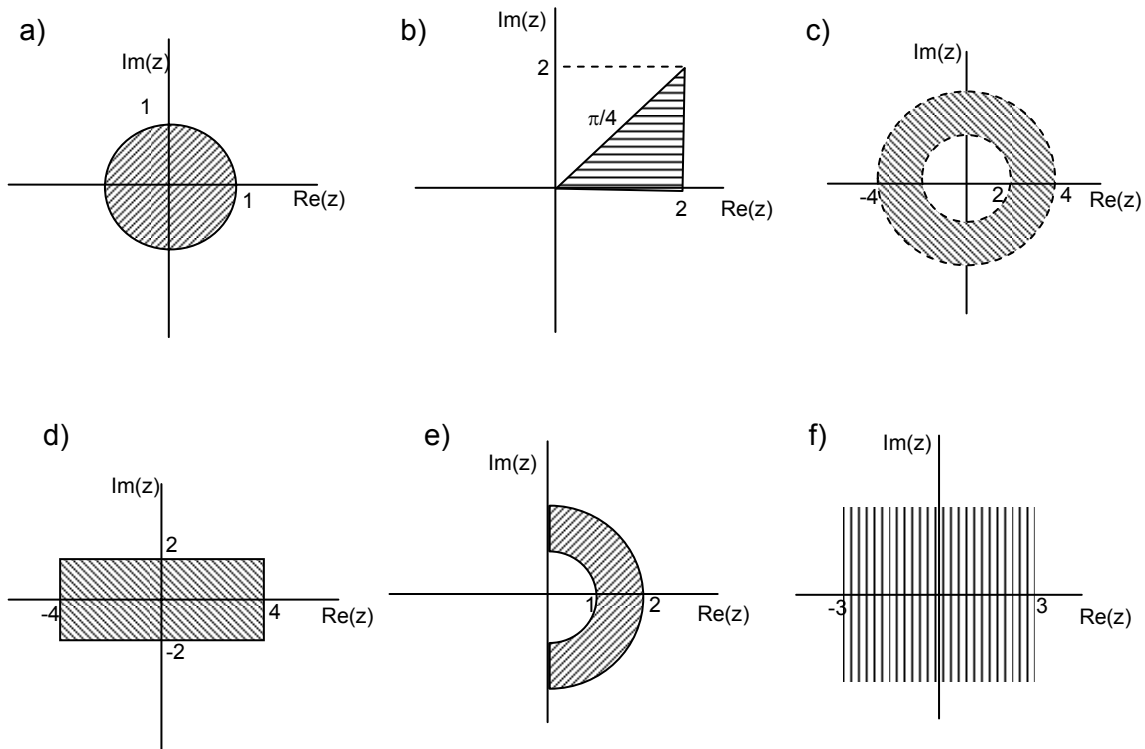 a)
Im(z)
1
1
Re(z)
b)
Im(z)
2
π/4
2
Re(z)
c)
Im(z)
-4
2
4
Re(z)
d)
Im(z)
2
-4
4
Re(z)
-2
e)
Im(z)
1
2
Re(z)
f)
Im(z)
-3
3
Re(z)